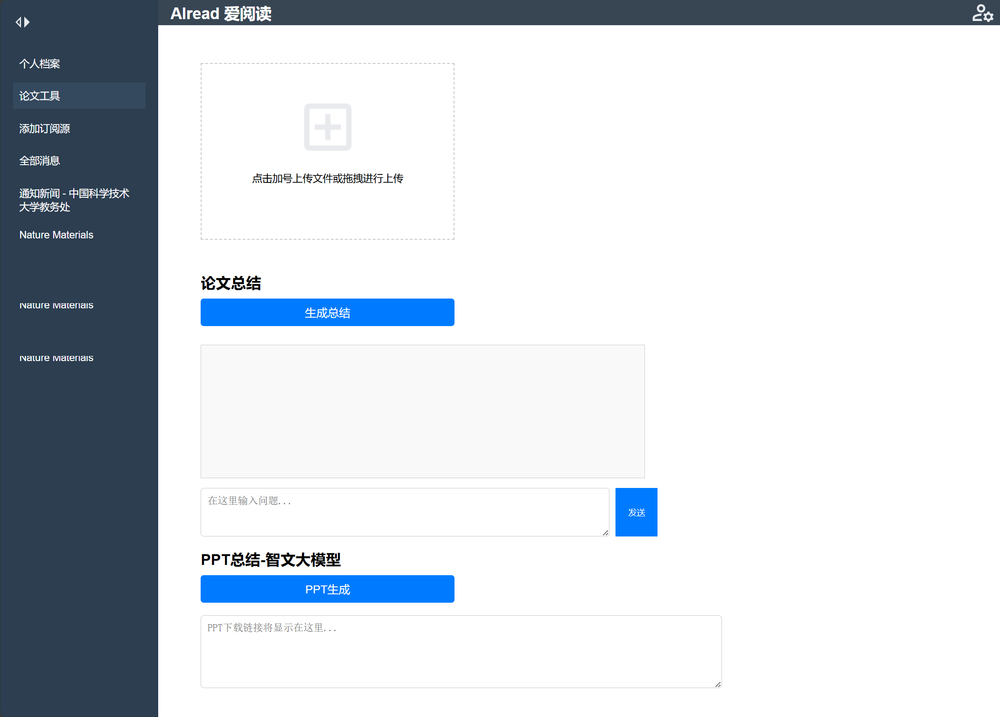 AIread 爱阅读
个人档案
论文工具
添加订阅源
全部消息
通知新闻 - 中国科学技术
大学教务处
Nature Materials
Nature Materials
Nature Materials
点击加号上传文件或拖拽进行上传
论文总结
生成总结
在这里输入问题...
发送
PPT总结-智文大模型
PPT生成
PPT下载链接将显示在这里...